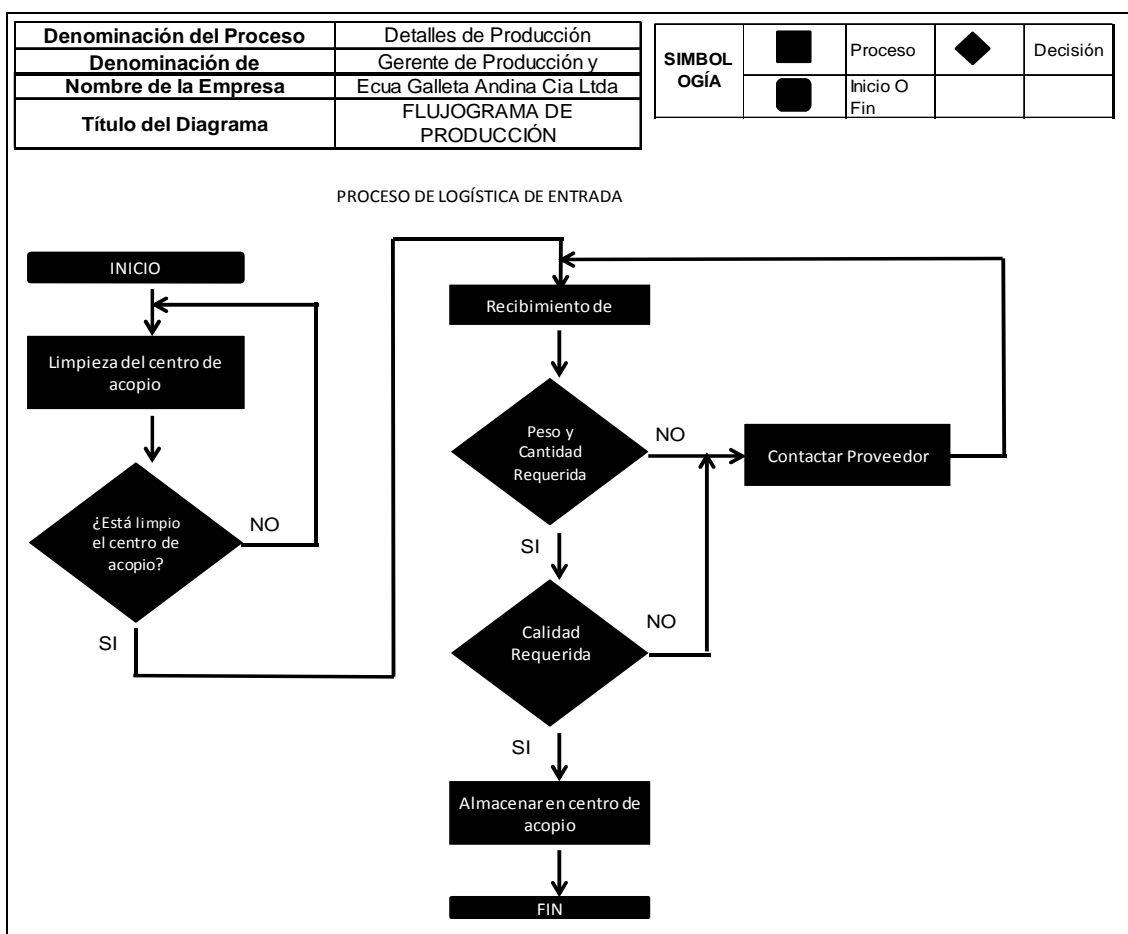 Denominación del Proceso
Detalles de Producción
Denominación de
Gerente de Producción y
Nombre de la Empresa
Ecua Galleta Andina Cia Ltda
Título del Diagrama
FLUJOGRAMA DE
PRODUCCIÓN
SIMBOL
OGÍA
Proceso
Decisión
Inicio O
Fin
PROCESO DE LOGÍSTICA DE ENTRADA
INICIO
Limpieza del centro de
acopio
¿Está limpio
el centro de
acopio?
NO
SI
Recibimiento de
Peso y
Cantidad
Requerida
NO
Contactar Proveedor
SI
Calidad
Requerida
NO
SI
Almacenar en centro de
acopio
FIN